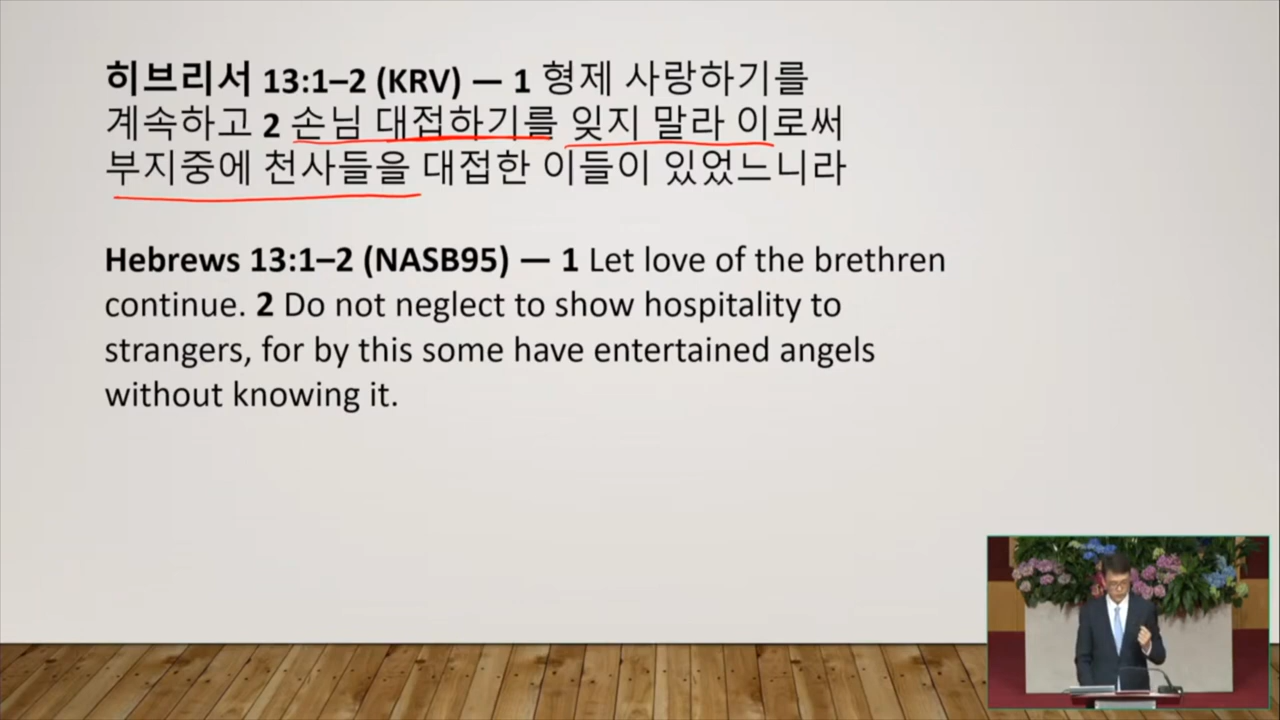 히브리서 13:1–2 (KRV) — 1 형제 사랑하기를
계속하고 2 손님 대접하기를 잊지 말라 이로써
부지중에 천사들을 대접한 이들이 있었느니라
Hebrews 13:1–2 (NASB95) — 1 Let love of the brethren
continue. 2 Do not neglect to show hospitality to
strangers, for by this some have entertained angels
without knowing it.